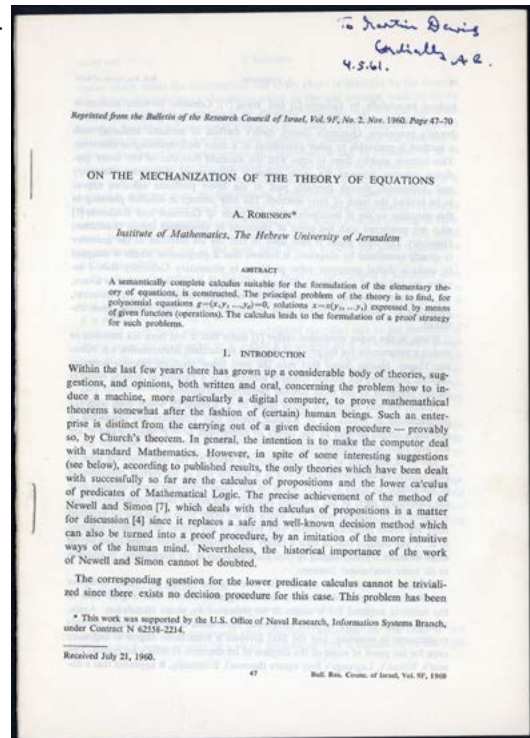 To Martin Davis
Cordially A.R.
4.5.61.
Reprinted from the Bulletin of the Research Council of Israel, Vol. 9F, No. 2, Nov. 1960. Page 47–70
ON THE MECHANIZATION OF THE THEORY OF EQUATIONS
A. ROBINSON*
Institute of Mathematics, The Hebrew University of Jerusalem
ABSTRACT
A semantically complete calculus suitable for the formulation of the elementary the-
ory of equations, is constructed. The principal problem of the theory is to find, for
polynomial equations
solutions
expressed by means
of given functors (operations). The calculus leads to the formulation of a proof strategy
for such problems.
1. INTRODUCTION
Within the last few years there has grown up a considerable body of theories, sug-
gestions, and opinions, both written and oral, concerning the problem how to in-
duce a machine, more particularly a digital computer, to prove mathemathical
theorems somewhat after the fashion of (certain) human beings. Such an enter-
prise is distinct from the carrying out of a given decision procedure — provably
so, by Church's theorem. In general, the intention is to make the computor deal
with standard Mathematics. However, in spite of some interesting suggestions
(see below), according to published results, the only theories which have been dealt
with successfully so far are the calculus of propositions and the lower ca'culus
of predicates of Mathematical Logic. The precise achievement of the method of
Newell and Simon [7], which deals with the calculus of propositions is a matter
for discussion [4] since it replaces a safe and well-known decision method which
can also be turned into a proof procedure, by an imitation of the more intuitive
ways of the human mind. Nevertheless, the historical importance of the work
of Newell and Simon cannot be doubted.
The corresponding question for the lower predicate calculus cannot be triviali-
zed since there exists no decision procedure for this case. This problem has been
* This work was supported by the U.S. Office of Naval Research, Information Systems Branch,
under Contract N 62558-2214.
Received July 21, 1960.
47
Bull. Res. Counc. of Israel, Vol. 9F, 1960